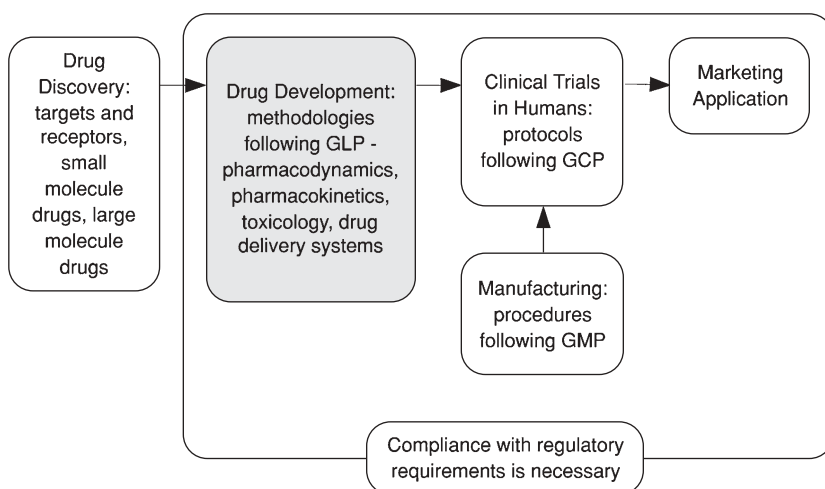 Drug
Discovery:
targets and
receptors,
small
molecule
drugs, large
molecule
drugs
Drug Development:
methodologies
following GLP -
pharmacodynamics,
pharmacokinetics,
toxicology, drug
delivery systems
Clinical Trials
in Humans:
protocols
following GCP
Marketing
Application
Manufacturing:
procedures
following GMP
Compliance with regulatory
requirements is necessary